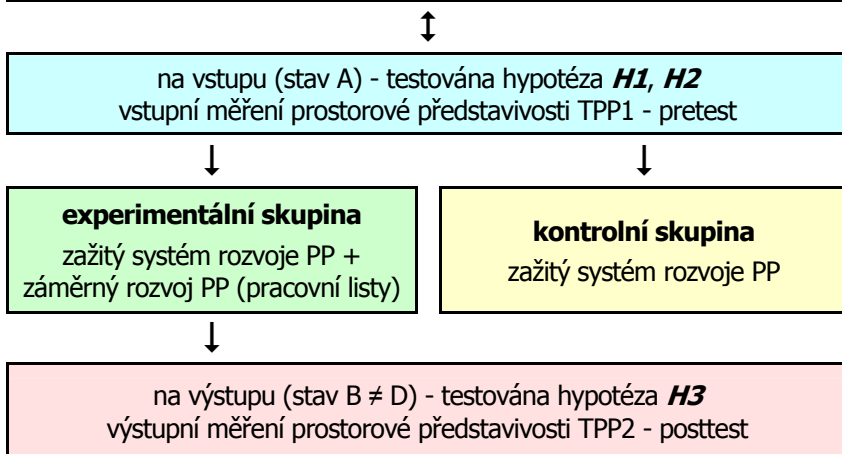 na vstupu (stav A) - testována hypotéza H1, H2
vstupní měření prostorové představivosti TPP1 - pretest
experimentální skupina
zažitý systém rozvoje PP +
záměrný rozvoj PP (pracovní listy)
kontrolní skupina
zažitý systém rozvoje PP
na výstupu (stav B ≠ D) - testována hypotéza H3
výstupní měření prostorové představivosti TPP2 - posttest